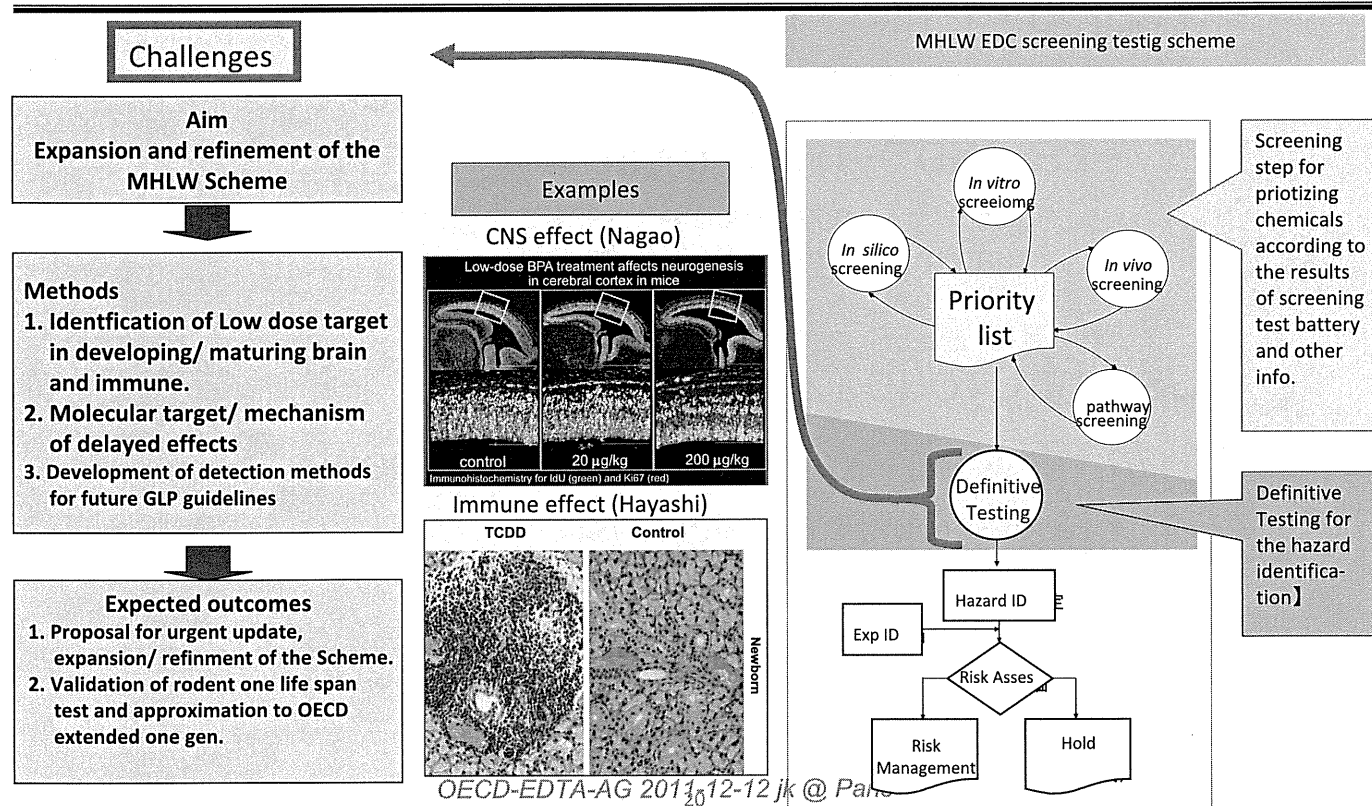 Challenges
Aim
Expansion and refinement of the
MHLW Scheme
Methods
1. Identfication of Low dose target
in developing/ maturing brain
and immune.
2. Molecular target/ mechanism
of delayed effects
3. Development of detection methods
for future GLP guidelines
Expected outcomes
1. Proposal for urgent update,
expansion/ refinment of the Scheme.
2. Validation of rodent one life span
test and approximation to OECD
extended one gen.
Examples
CNS effect (Nagao)
Low-dose BPA treatment affects neurogenesis
in cerebral cortex in mice
control
20 µg/kg
200 µg/kg
Immunohistochemistry for IdU (green) and Ki67 (red)
Immune effect (Hayashi)
TCDD
Control
Newborn
MHLW EDC screening testig scheme
In vitro
screeiomg
In silico
screening
In vivo
screening
Priority
list
pathway
screening
Definitive
Testing
Hazard ID
Exp ID
Risk Asses
Risk
Management
Hold
Screening
step for
priotizing
chemicals
according to
the results
of screening
test battery
and other
info.
Definitive
Testing for
the hazard
identifica-
tion】
OECD-EDTA-AG 2011-12-12 jk @
20